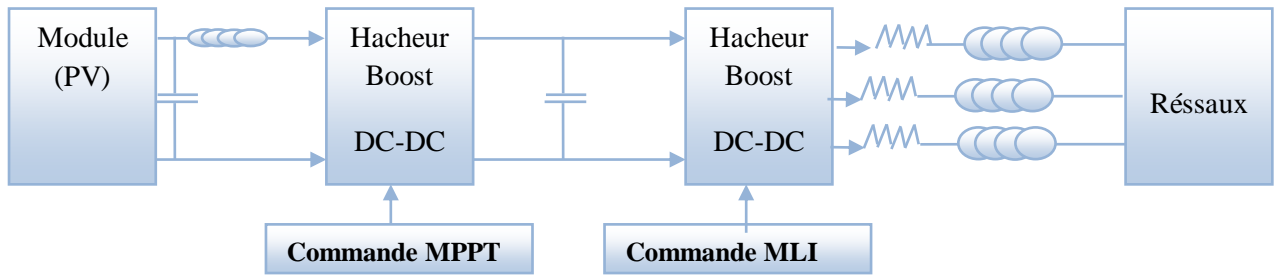 Module
(PV)
Hacheur
Boost
DC-DC
Hacheur
Boost
DC-DC
Réssaux
Commande MPPT
Commande MLI